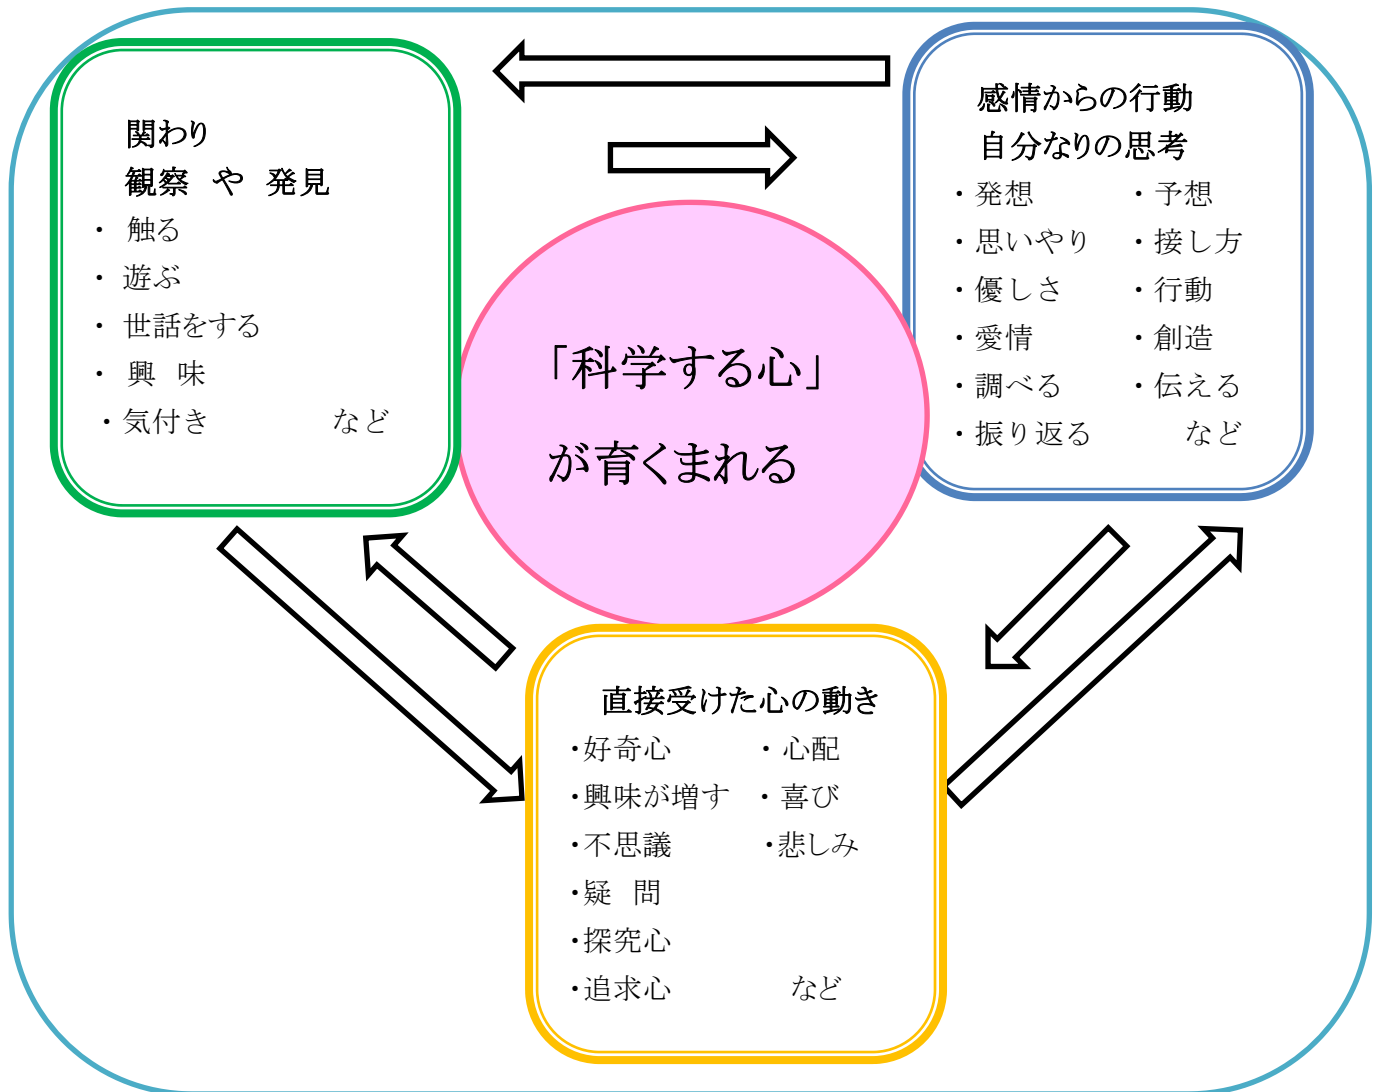 関わり
観察 や 発見
・ 触る
・ 遊ぶ
・ 世話をする
・ 興 味
・気付き など
感情からの行動
自分なりの思考
・発想 ・予想
・思いやり ・接し方
・優しさ ・行動
・愛情 ・創造
・調べる ・伝える
・振り返る など
「科学する心」
が育くまれる
直接受けた心の動き
・好奇心 ・心配
・興味が増す ・喜び
・不思議 ・悲しみ
・疑 問
・探究心
・追求心 など